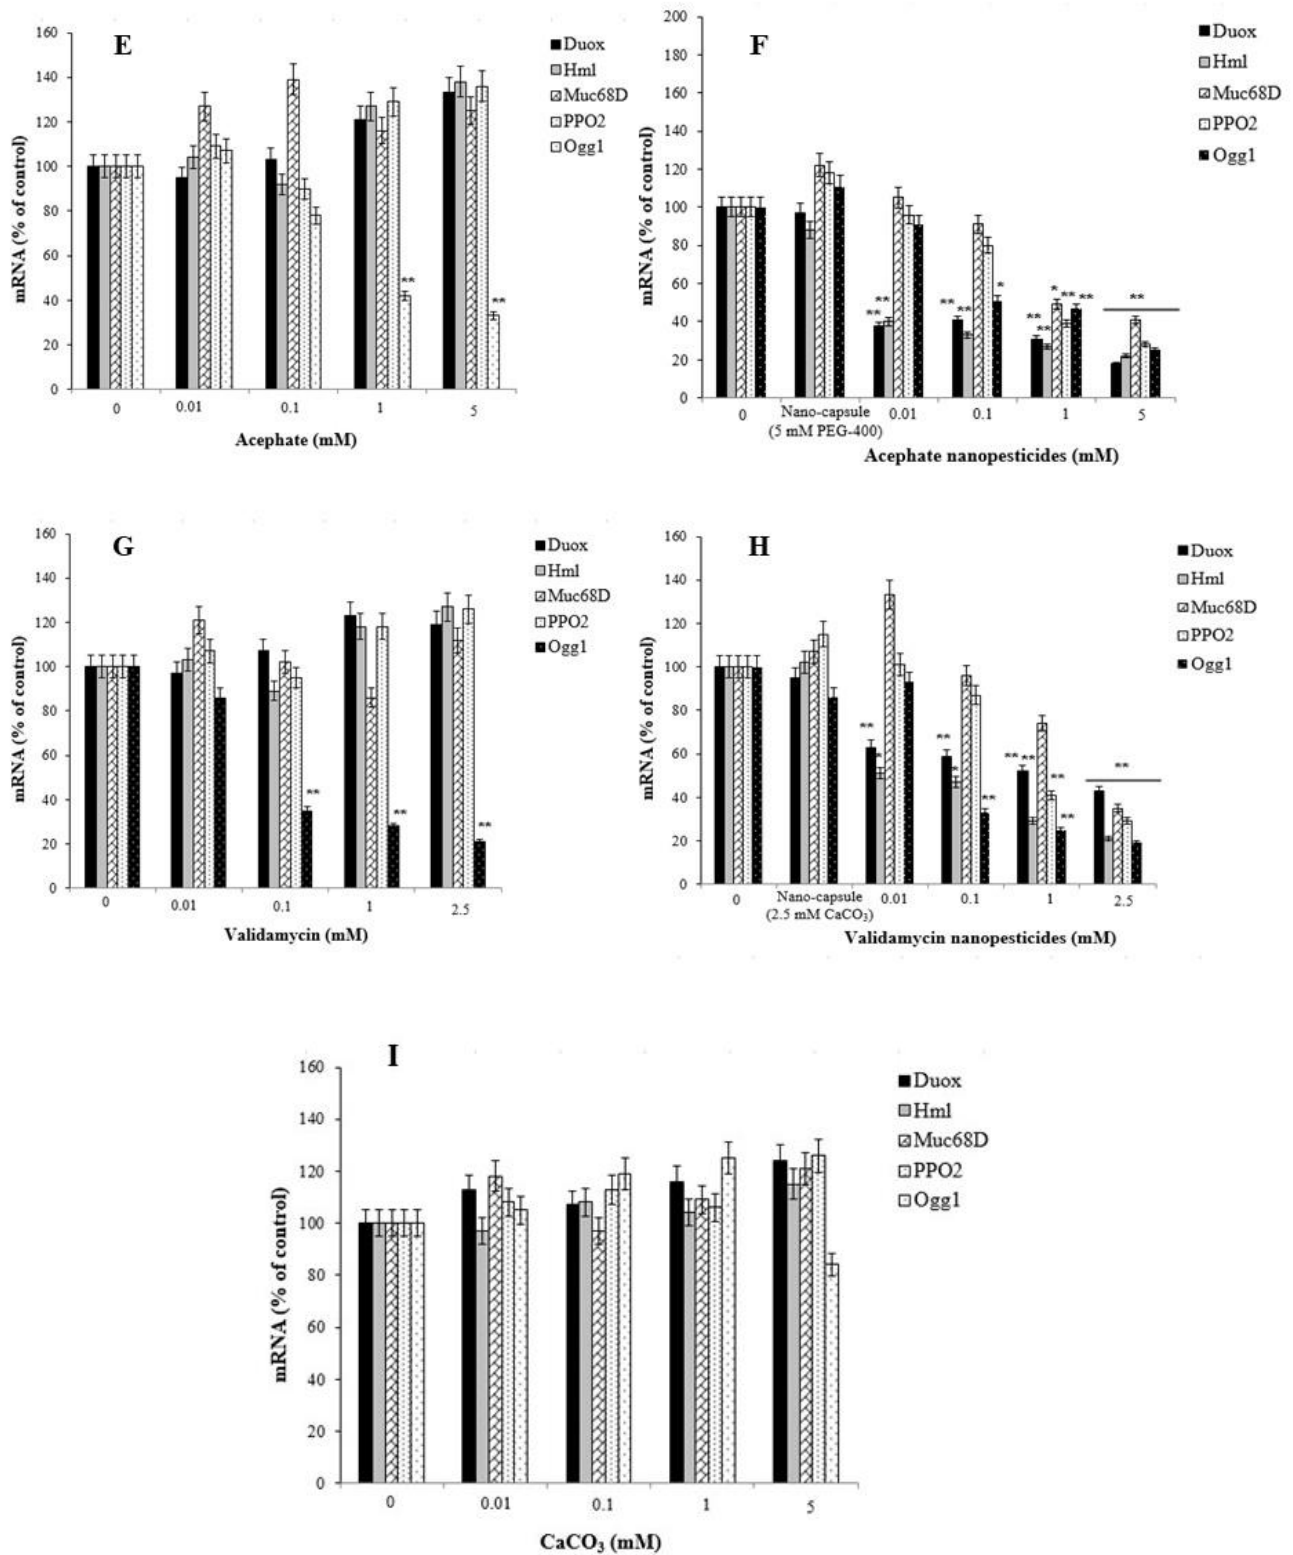 E
160
140
120
100
80
60
40
20
0
mRNA (% of control)
Duox
Hml
Muc68D
PPO2
Ogg1
**
**
0 0.01 0.1 1 5
Acephate (mM)
F
200
180
160
140
120
100
80
60
40
20
0
mRNA (% of control)
Duox
Hml
Muc68D
PPO2
Ogg1
** ** ** ** * ** ** * ** ** **
0 Nano-capsule 0.01 0.1 1 5
(5 mM PEG-400)
Acephate nanopesticides (mM)
G
160
140
120
100
80
60
40
20
0
mRNA (% of control)
Duox
Hml
Muc68D
PPO2
Ogg1
**
**
**
0 0.01 0.1 1 2.5
Validamycin (mM)
H
160
140
120
100
80
60
40
20
0
mRNA (% of control)
Duox
Hml
Muc68D
PPO2
Ogg1
** * ** * ** ** ** ** ** **
0 Nano-capsule 0.01 0.1 1 2.5
(2.5 mM CaCO₃)
Validamycin nanopesticides (mM)
I
160
140
120
100
80
60
40
20
0
mRNA (% of control)
Duox
Hml
Muc68D
PPO2
Ogg1
0 0.01 0.1 1 5
CaCO₃ (mM)